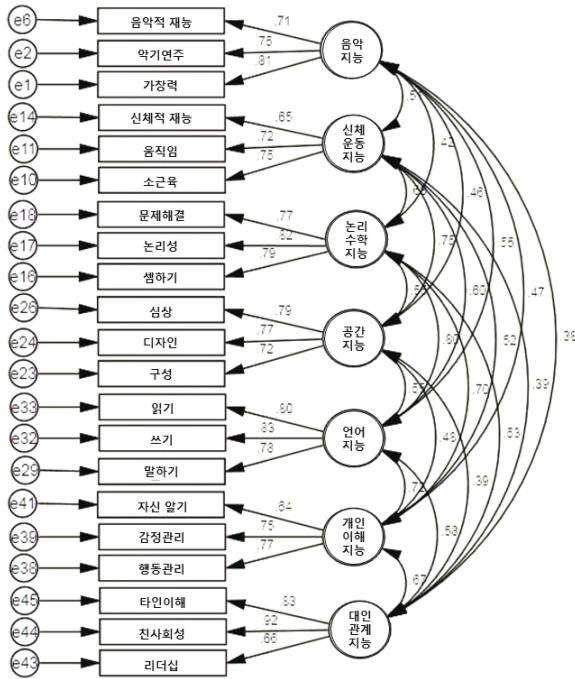 e6 음악적 재능 .71
e2 악기연주 .75 음악
지능
e1 가창력 .81
e14 신체적 재능 .65
e11 움직임 .72 신체
운동
지능
e10 소근육 .75
.42
.46
e18 문제해결 .77
e17 논리성 .82 논리
수학
지능
e16 셈하기 .79
.75
.55
.60
.47
e26 심상 .79
e24 디자인 .77 공간
지능
e23 구성 .72
.80
.52
.38
.70
.39
e33 읽기 .80
e32 쓰기 .83 언어
지능
e29 말하기 .78
.48
.53
.39
e41 자신 알기 .64
e39 감정관리 .75 개인
이해
지능
e38 행동관리 .77
.58
.67
e45 타인이해 .83
e44 친사회성 .92 대인
관계
지능
e43 리더십 .66